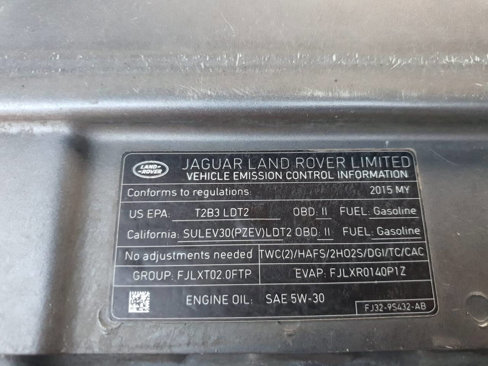 LAND-
ROVER
JAGUAR LAND ROVER LIMITED
VEHICLE EMISSION CONTROL INFORMATION
Conforms to regulations: 2015 MY
US EPA: T2B3 LDT2 OBD: II FUEL: Gasoline
California: SULEV30(PZEV)LDT2 OBD: II FUEL: Gasoline
No adjustments needed TWC(2)/HAFS/2HO2S/DGI/TC/CAC
GROUP: FJLXT02.0FTP EVAP: FJLXR0140P1Z
ENGINE OIL: SAE 5W-30
FJ32-9S432-AB